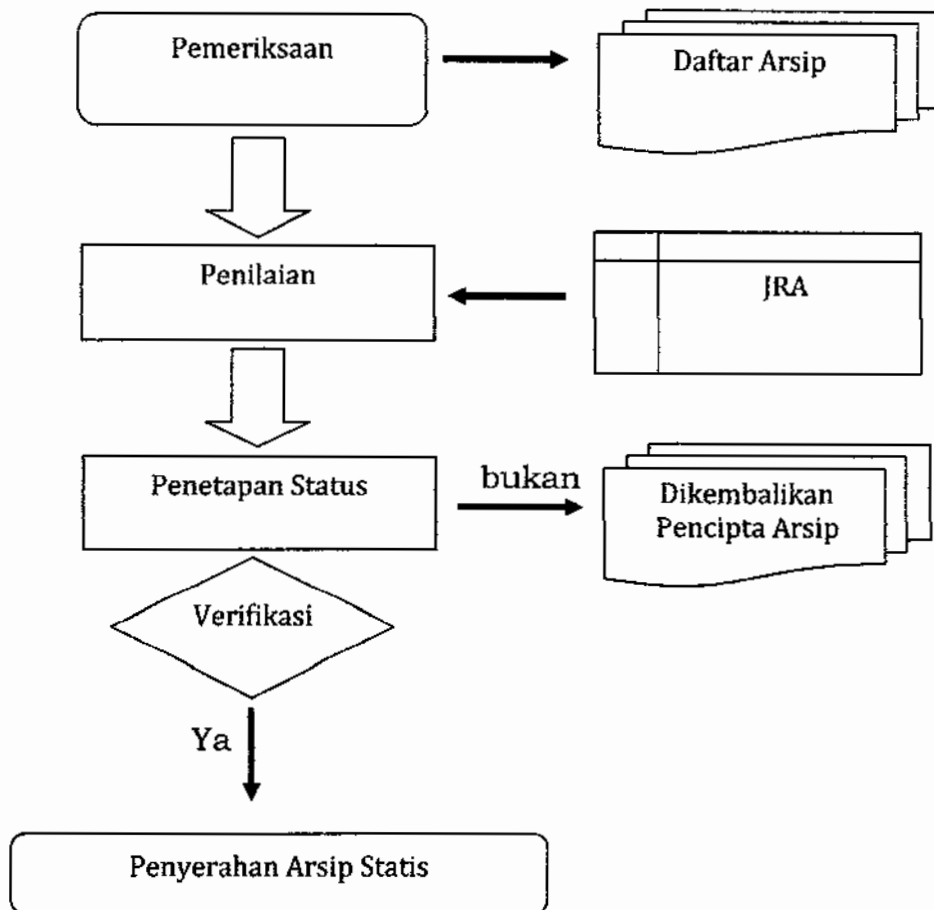 Pemeriksaan
Daftar Arsip
Penilaian
JRA
Penetapan Status
bukan
Dikembalikan
Pencipta Arsip
Verifikasi
Ya
Penyerahan Arsip Statis